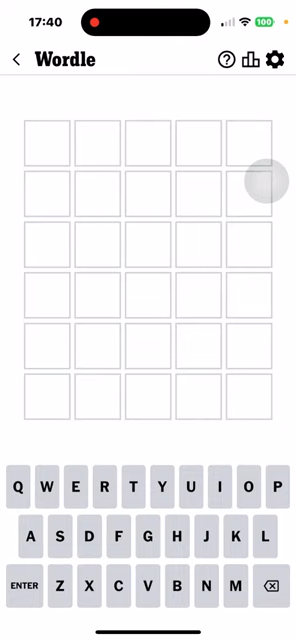 17:40
100
Wordle
?
Q W E R T Y U I O P
A S D F G H J K L
ENTER Z X C V B N M